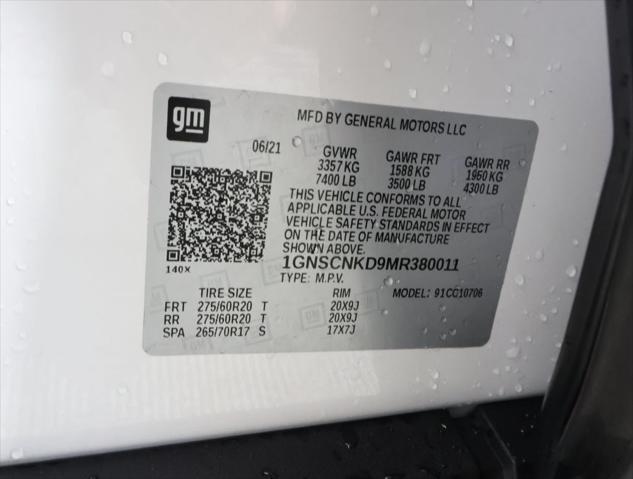 gm
MFD BY GENERAL MOTORS LLC
06/21 GVWR GAWR FRT GAWR RR
3357 KG 1588 KG 1950 KG
7400 LB 3500 LB 4300 LB
THIS VEHICLE CONFORMS TO ALL
APPLICABLE U.S. FEDERAL MOTOR
VEHICLE SAFETY STANDARDS IN EFFECT
ON THE DATE OF MANUFACTURE
SHOWN ABOVE.
140X 1GNSCNKD9MR380011
TYPE: M.P.V. MODEL: 91CC10706
TIRE SIZE RIM
FRT 275/60R20 T 20X9J
RR 275/60R20 T 20X9J
SPA 265/70R17 S 17X7J